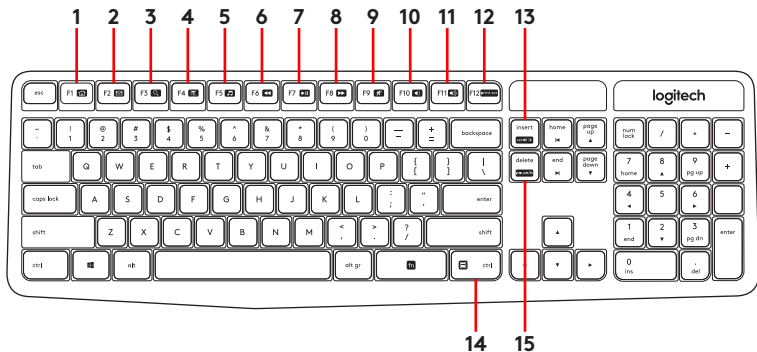 1 2 3 4 5 6 7 8 9 10 11 12 13
esc F1 F2 F3 F4 F5 F6 F7 F8 F9 F10 F11 F12
logitech
~ ! @ # $ % ^ & * ( ) — + backspace insert home page up num lock / * -
` 1 2 3 4 5 6 7 8 9 0 - =
tab Q W E R T Y U I O P { [ } ] | \ delete end page down 7 home 8 9 pg up +
caps lock A S D F G H J K L : ; " ' enter 4 5 6
shift Z X C V B N M < , > . ? / shift 1 end 2 3 pg dn enter
ctrl alt alt gr fn ctrl 0 ins . del
14 15